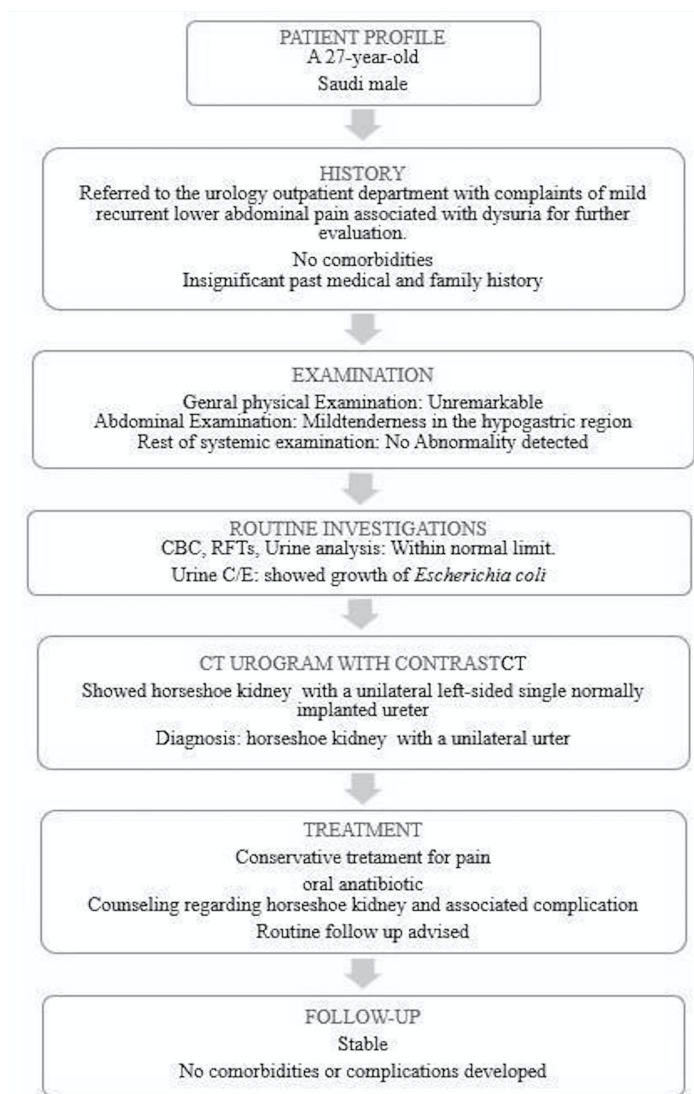 PATIENT PROFILE
A 27-year-old
Saudi male
HISTORY
Referred to the urology outpatient department with complaints of mild
recurrent lower abdominal pain associated with dysuria for further
evaluation.
No comorbidities
Insignificant past medical and family history
EXAMINATION
Genral physical Examination: Unremarkable
Abdominal Examination: Mildtenderness in the hypogastric region
Rest of systemic examination: No Abnormality detected
ROUTINE INVESTIGATIONS
CBC, RFTs, Urine analysis: Within normal limit.
Urine C/E: showed growth of Escherichia coli
CT UROGRAM WITH CONTRASTCT
Showed horseshoe kidney with a unilateral left-sided single normally
implanted ureter
Diagnosis: horseshoe kidney with a unilateral urter
TREATMENT
Conservative tretament for pain
oral anatibiotic
Counseling regarding horseshoe kidney and associated complication
Routine follow up advised
FOLLOW-UP
Stable
No comorbidities or complications developed